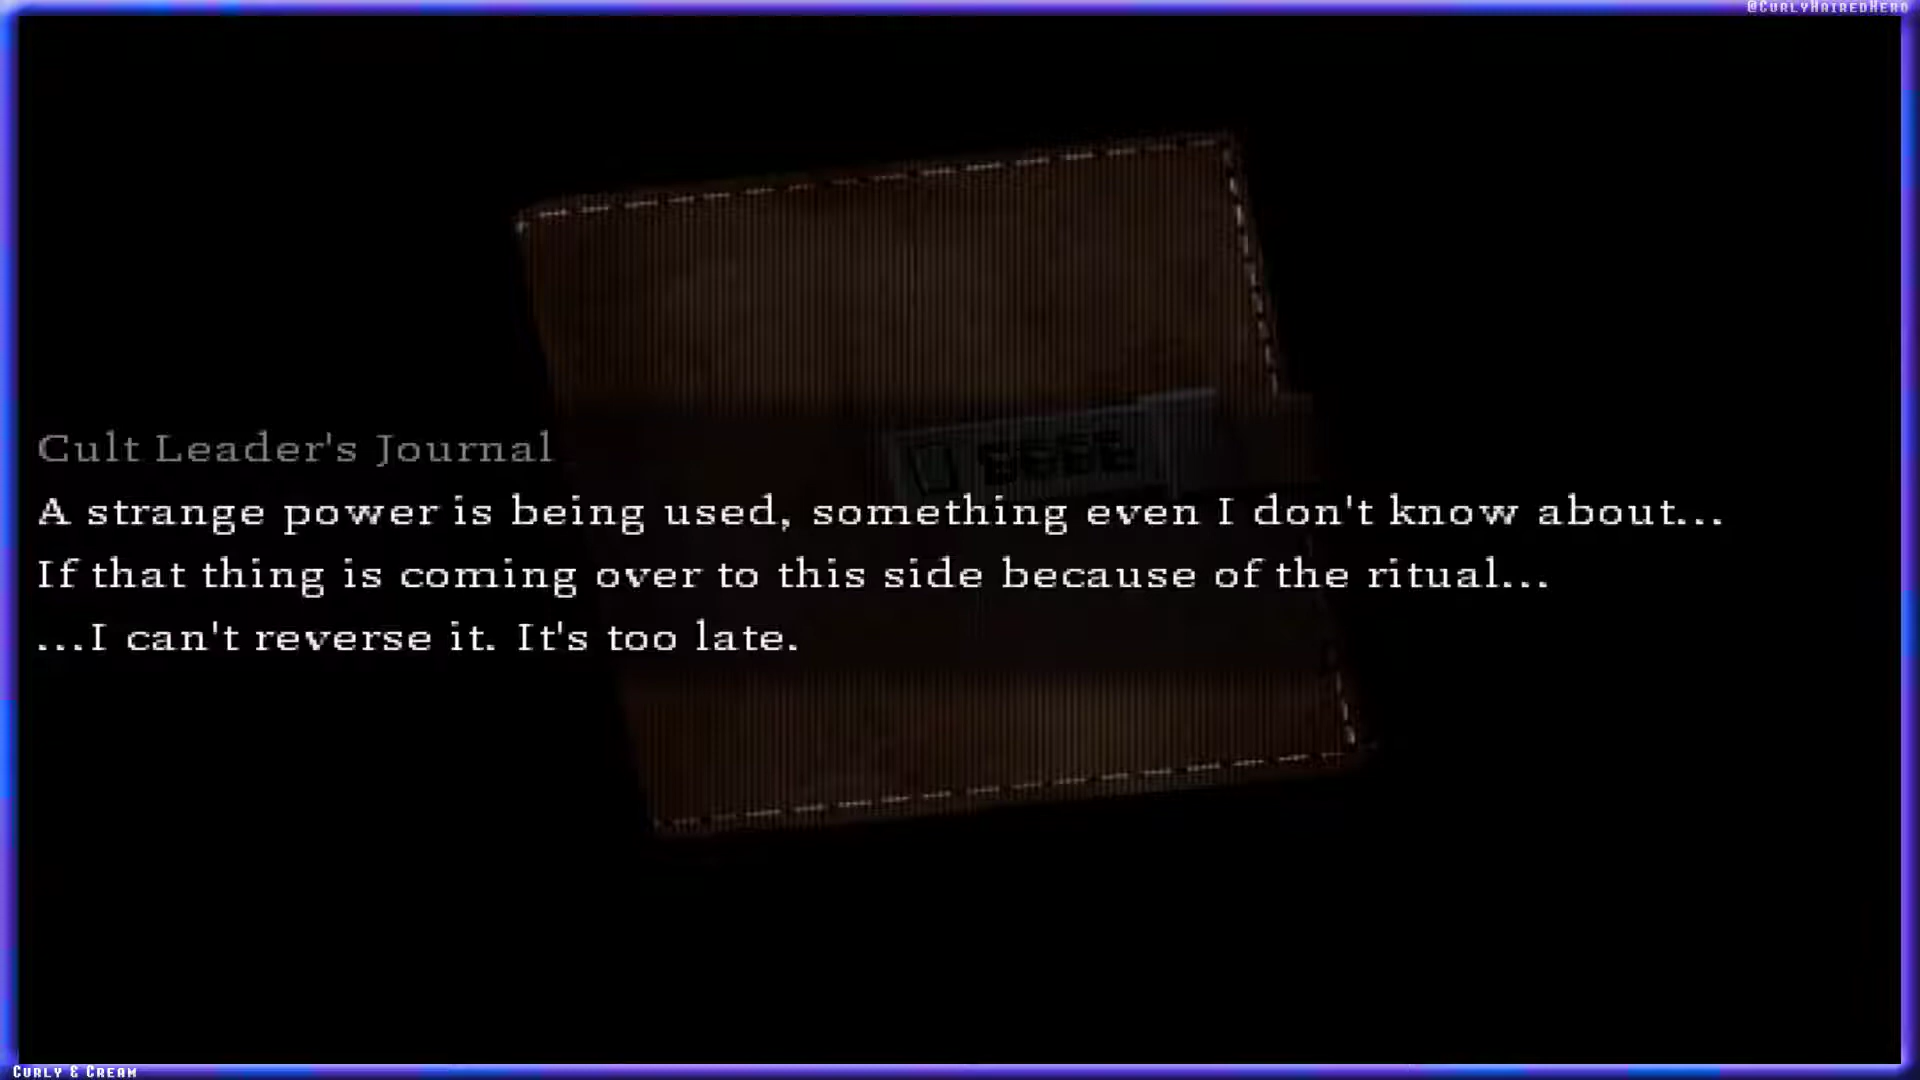 @CurlyHairedHero
Cult Leader's Journal
A strange power is being used, something even I don't know about...
If that thing is coming over to this side because of the ritual...
...I can't reverse it. It's too late.
Curly & Cream